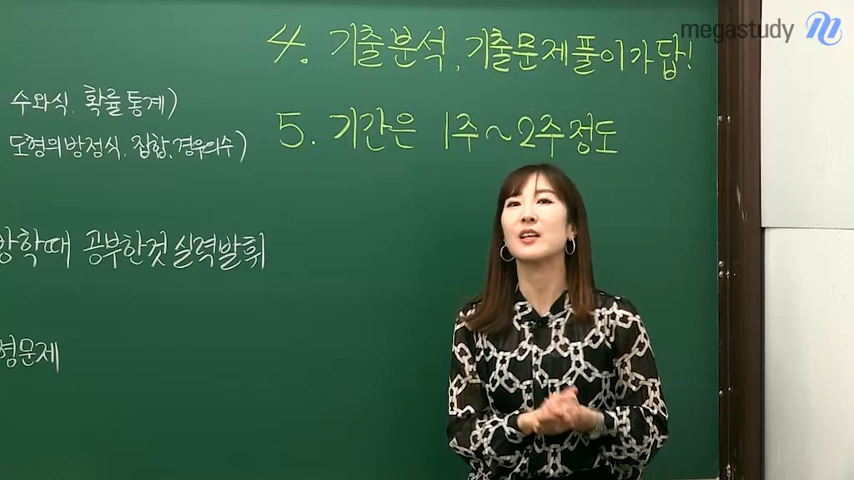 megastudy
4. 기출분석, 기출문제풀이가 답!
수와식, 확률통계)
5. 기간은 1주~2주정도
도형의방정식, 집합, 경우의수)
방학때 공부한것 실력발휘
형문제